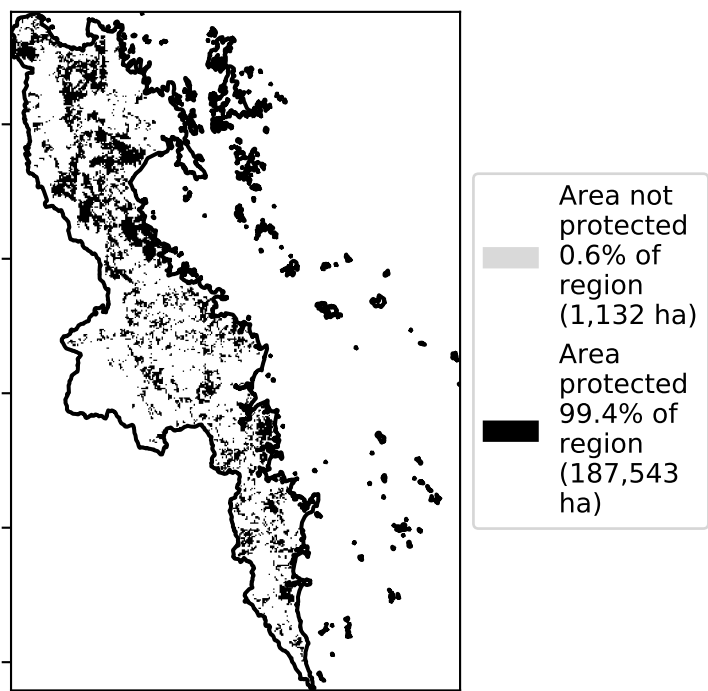 Area not
protected
0.6% of
region
(1,132 ha)
Area
protected
99.4% of
region
(187,543
ha)